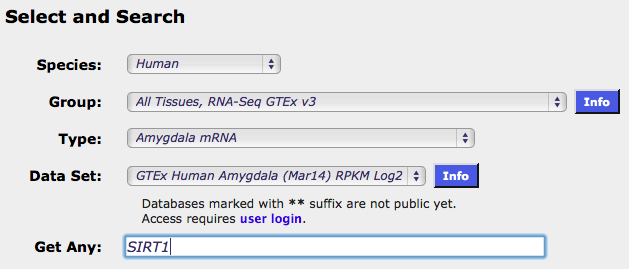 Select and Search
Species: Human
Group: All Tissues, RNA-Seq GTEx v3 Info
Type: Amygdala mRNA
Data Set: GTEx Human Amygdala (Mar14) RPKM Log2 Info
Databases marked with ** suffix are not public yet.
Access requires user login.
Get Any: SIRT1